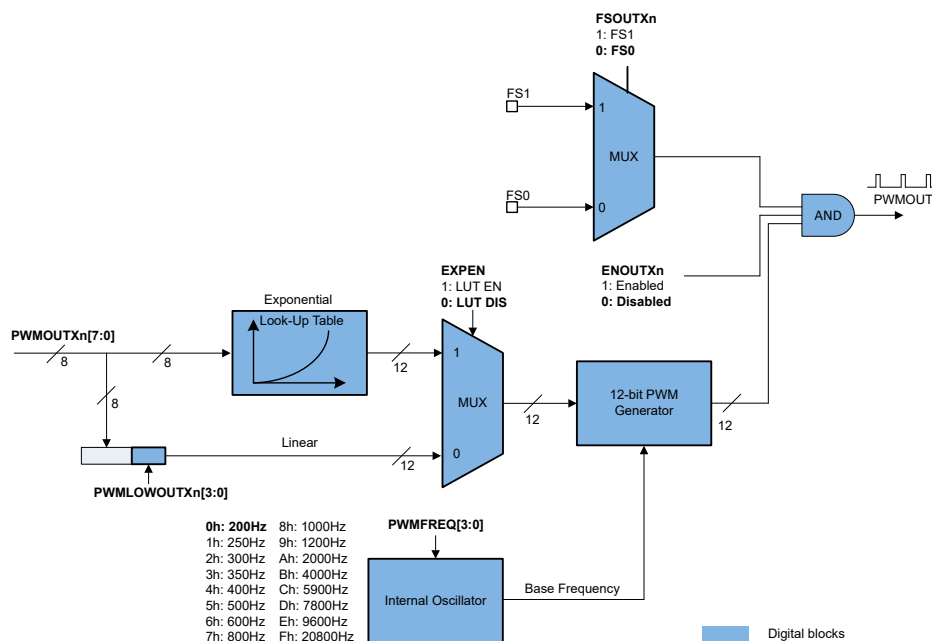 FSOUTXn
1: FS1
0: FS0
FS1
1
MUX
FS0
0
AND
PWMOUT
ENOUTXn
1: Enabled
0: Disabled
EXPEN
1: LUT EN
0: LUT DIS
Exponential
Look-Up Table
PWMOUTXn[7:0]
8
8
12
1
8
MUX
12
12-bit PWM
Generator
12
Linear
12
0
PWMLOWOUTXn[3:0]
0h: 200Hz 8h: 1000Hz
1h: 250Hz 9h: 1200Hz
2h: 300Hz Ah: 2000Hz
3h: 350Hz Bh: 4000Hz
4h: 400Hz Ch: 5900Hz
5h: 500Hz Dh: 7800Hz
6h: 600Hz Eh: 9600Hz
7h: 800Hz Fh: 20800Hz
PWMFREQ[3:0]
Internal Oscillator
Base Frequency
Digital blocks